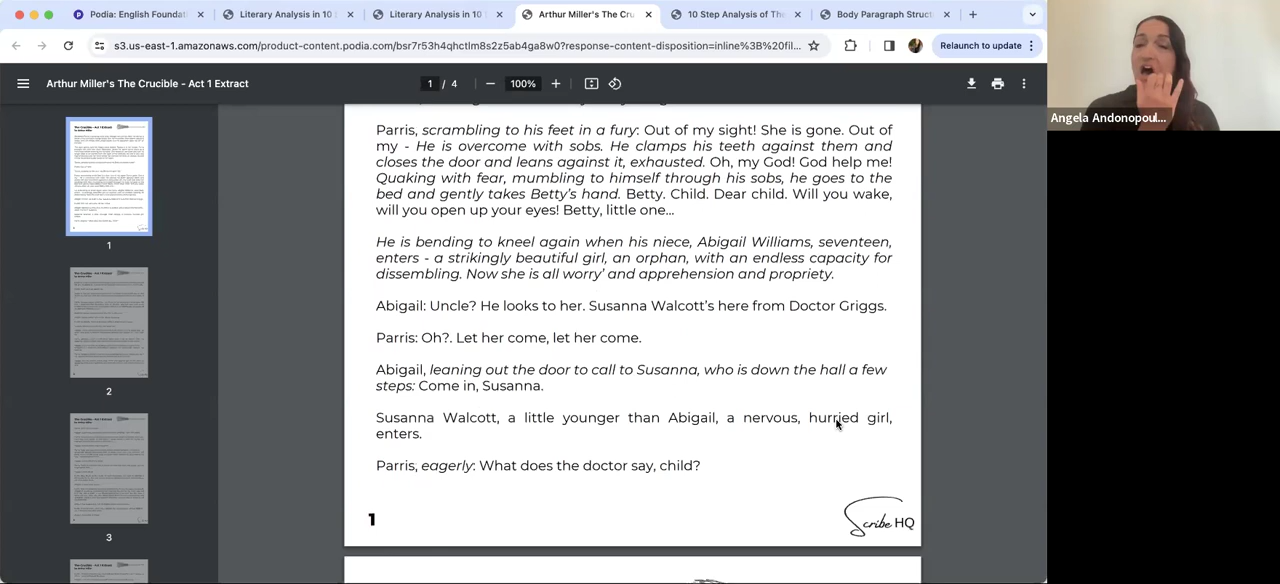 Podia: English Foundat
Literary Analysis in 10
Literary Analysis in 10
Arthur Miller's The Cru
10 Step Analysis of The
Body Paragraph Struct
s3.us-east-1.amazonaws.com/product-content.podia.com/bsr7r53h4qhctlm8s2z5ab4ga8w0?response-content-disposition=inline%3B%20fil...
Relaunch to update
Arthur Miller's The Crucible - Act 1 Extract
1 / 4
100%
Angela Andonopoul...
Parris, scrambling to his feet in a fury: Out of my sight! She is gone. Out of
my - He is overcome with sobs. He clamps his teeth against them and
closes the door and leans against it, exhausted. Oh, my God! God help me!
Quaking with fear, mumbling to himself through his sobs, he goes to the
bed and gently takes Betty's hand. Betty. Child. Dear child. Will you wake,
will you open up your eyes! Betty, little one...
He is bending to kneel again when his niece, Abigail Williams, seventeen,
enters - a strikingly beautiful girl, an orphan, with an endless capacity for
dissembling. Now she is all worry' and apprehension and propriety.
Abigail: Uncle? He looks to her. Susanna Walcott's here from Doctor Griggs.
Parris: Oh?. Let her come, let her come.
Abigail, leaning out the door to call to Susanna, who is down the hall a few
steps: Come in, Susanna.
Susanna Walcott, a little younger than Abigail, a nervous, hurried girl,
enters.
Parris, eagerly: What does the doctor say, child?
1
Scribe HQ
1
2
3